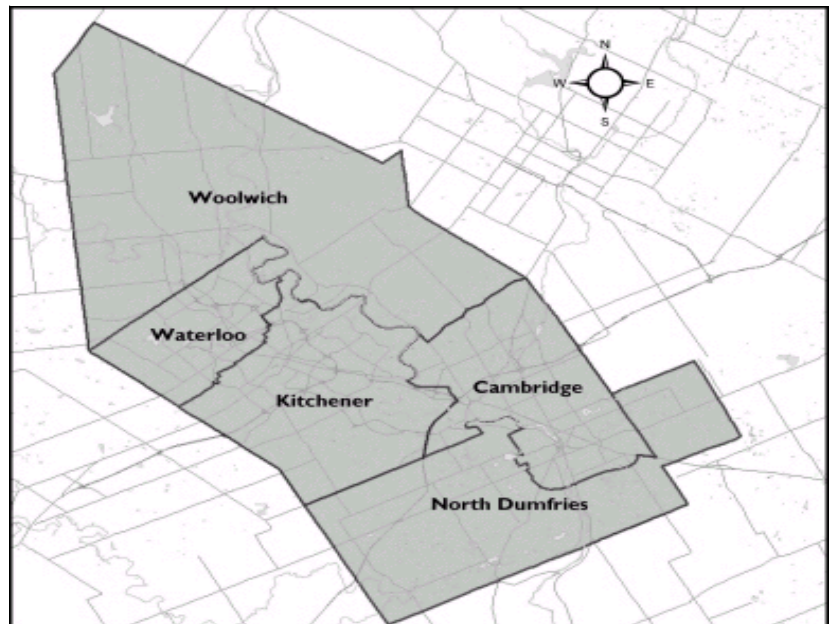 N
W E
S
Woolwich
Waterloo
Kitchener
Cambridge
North Dumfries